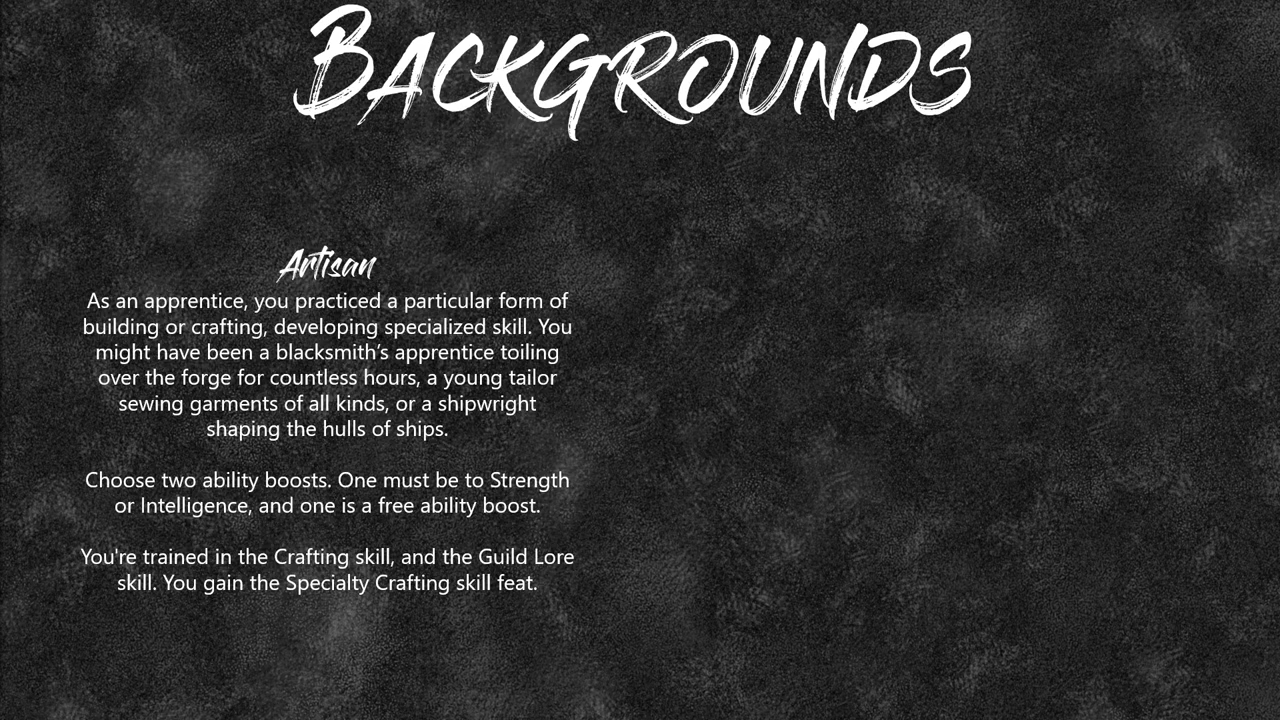 BACKGROUNDS
Artisan
As an apprentice, you practiced a particular form of
building or crafting, developing specialized skill. You
might have been a blacksmith’s apprentice toiling
over the forge for countless hours, a young tailor
sewing garments of all kinds, or a shipwright
shaping the hulls of ships.
Choose two ability boosts. One must be to Strength
or Intelligence, and one is a free ability boost.
You're trained in the Crafting skill, and the Guild Lore
skill. You gain the Specialty Crafting skill feat.